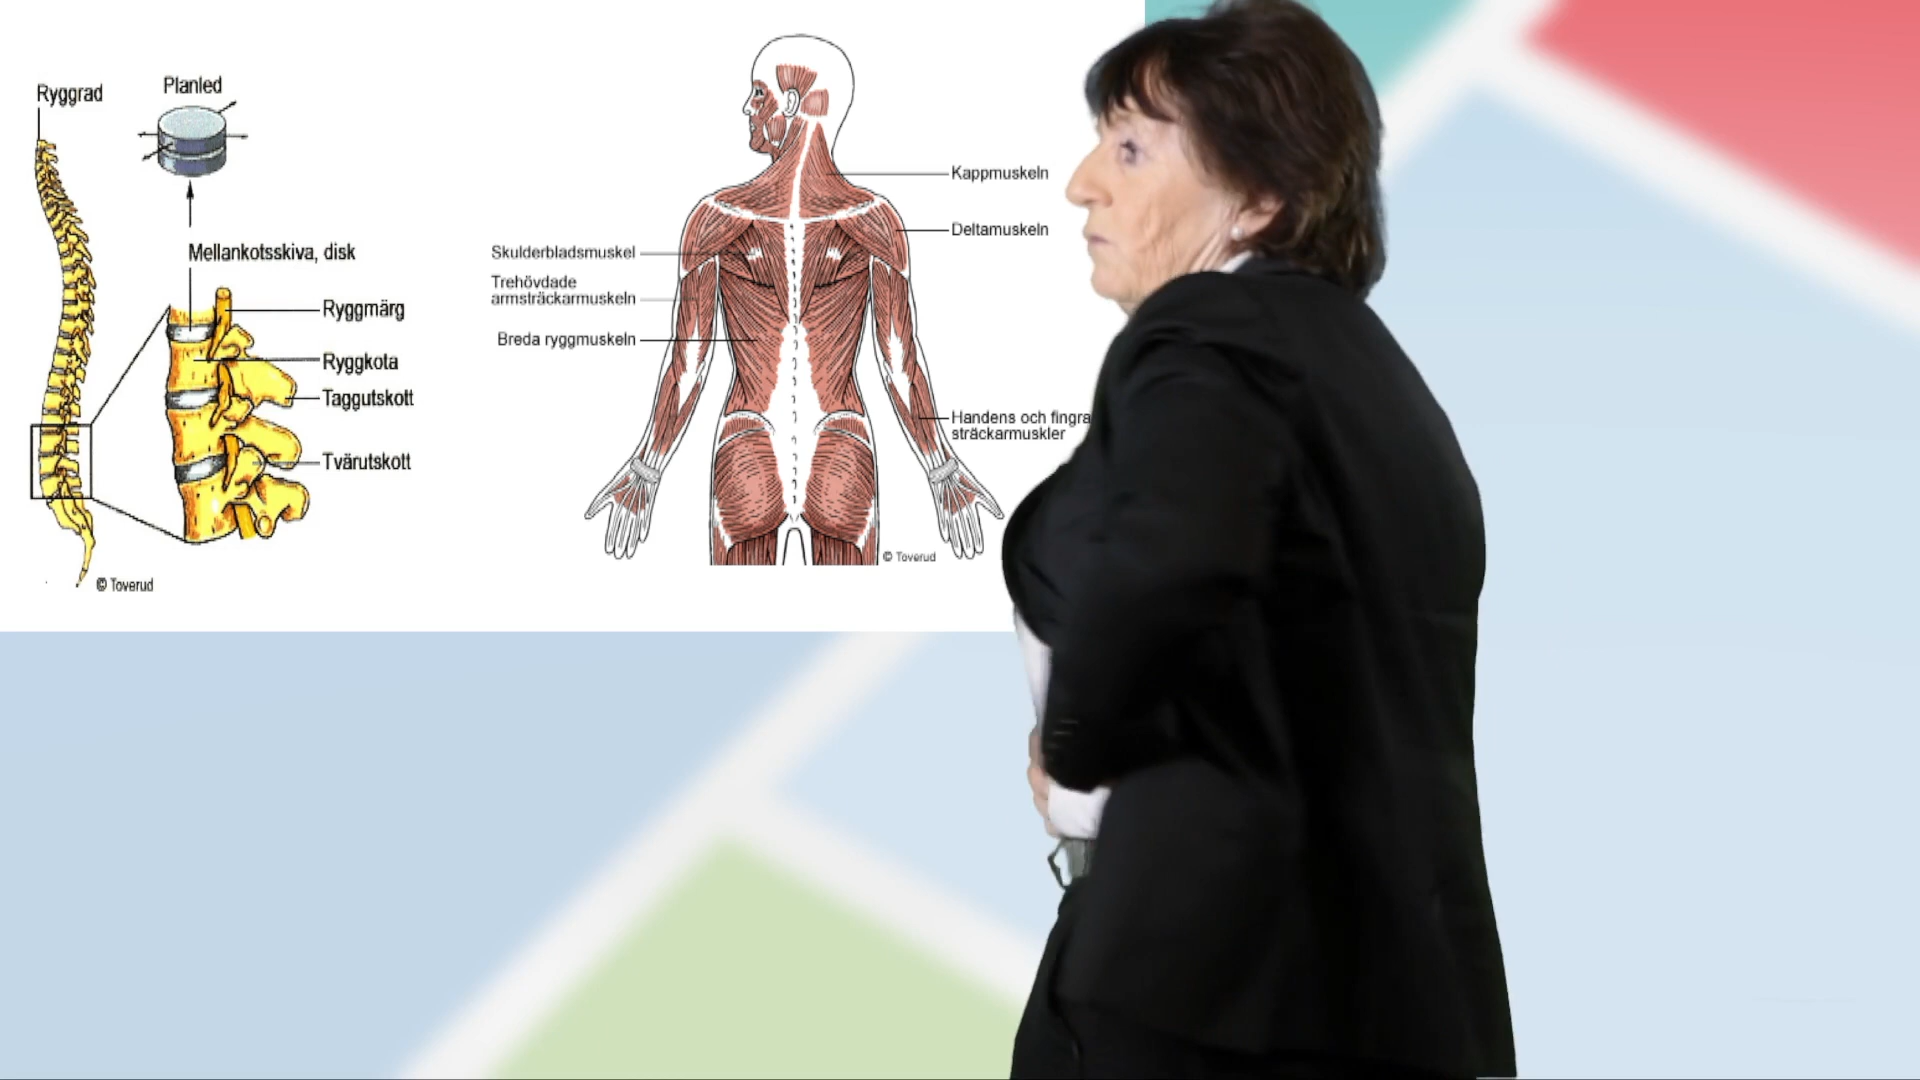 Ryggrad
Planled
Mellankotsskiva, disk
Ryggmärg
Ryggkota
Taggutskott
Tvärutskott
© Toverud
Kappmuskeln
Deltamuskeln
Skulderbladsmuskel
Trehövdade
armsträckarmuskeln
Breda ryggmuskeln
Handens och fingra
sträckarmuskler
© Toverud